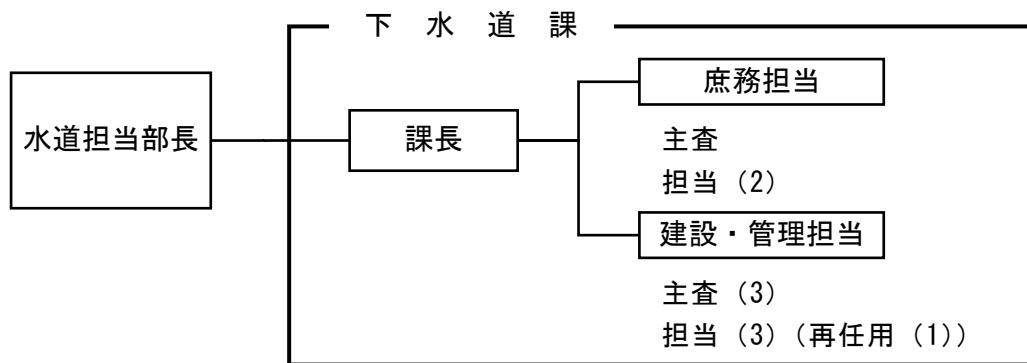 下水道課
水道担当部長
課長
庶務担当
主査
担当（2）
建設・管理担当
主査（3）
担当（3）（再任用（1））